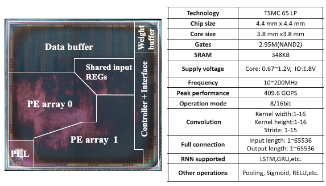 Data buffer
Weight buffer
Shared input
REGs
PE array 0
Controller + Interface
PE array 1
PLL
Technology TSMC 65 LP
Chip size 4.4 mm x 4.4 mm
Core size 3.8 mm x3.8 mm
Gates 2.95M(NAND2)
SRAM 348KB
Supply voltage Core: 0.67~1.2V, IO:1.8V
Frequency 10~200MHz
Peak performance 409.6 GOPS
Operation mode 8/16bit
Convolution Kernel width:1-16
Kernel height:1-16
Stride: 1-15
Full connection Input length: 1~65536
Output length: 1~65536
RNN supported LSTM,GRU,etc.
Other operations Pooling, Sigmoid, RELU,etc.